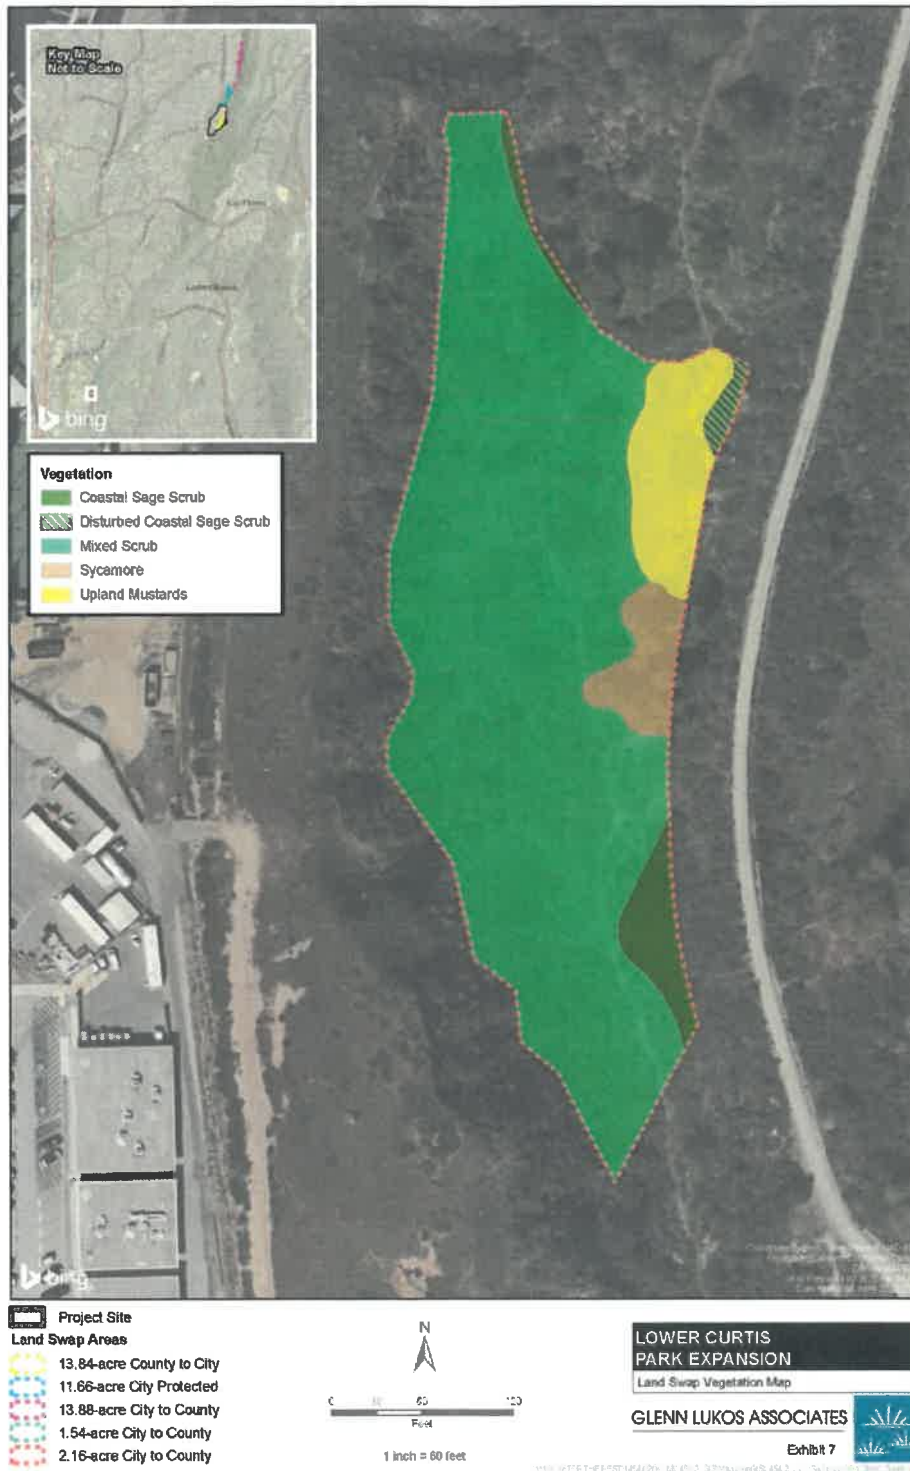 Key Map
Not to Scale
bing
Vegetation
Coastal Sage Scrub
Disturbed Coastal Sage Scrub
Mixed Scrub
Sycamore
Upland Mustards
bing
Project Site
Land Swap Areas
13.84-acre County to City
11.66-acre City Protected
13.88-acre City to County
1.54-acre City to County
2.16-acre City to County
N
0
60
120
Feet
1 inch = 60 feet
LOWER CURTIS
PARK EXPANSION
Land Swap Vegetation Map
GLENN LUKOS ASSOCIATES
Exhibit 7